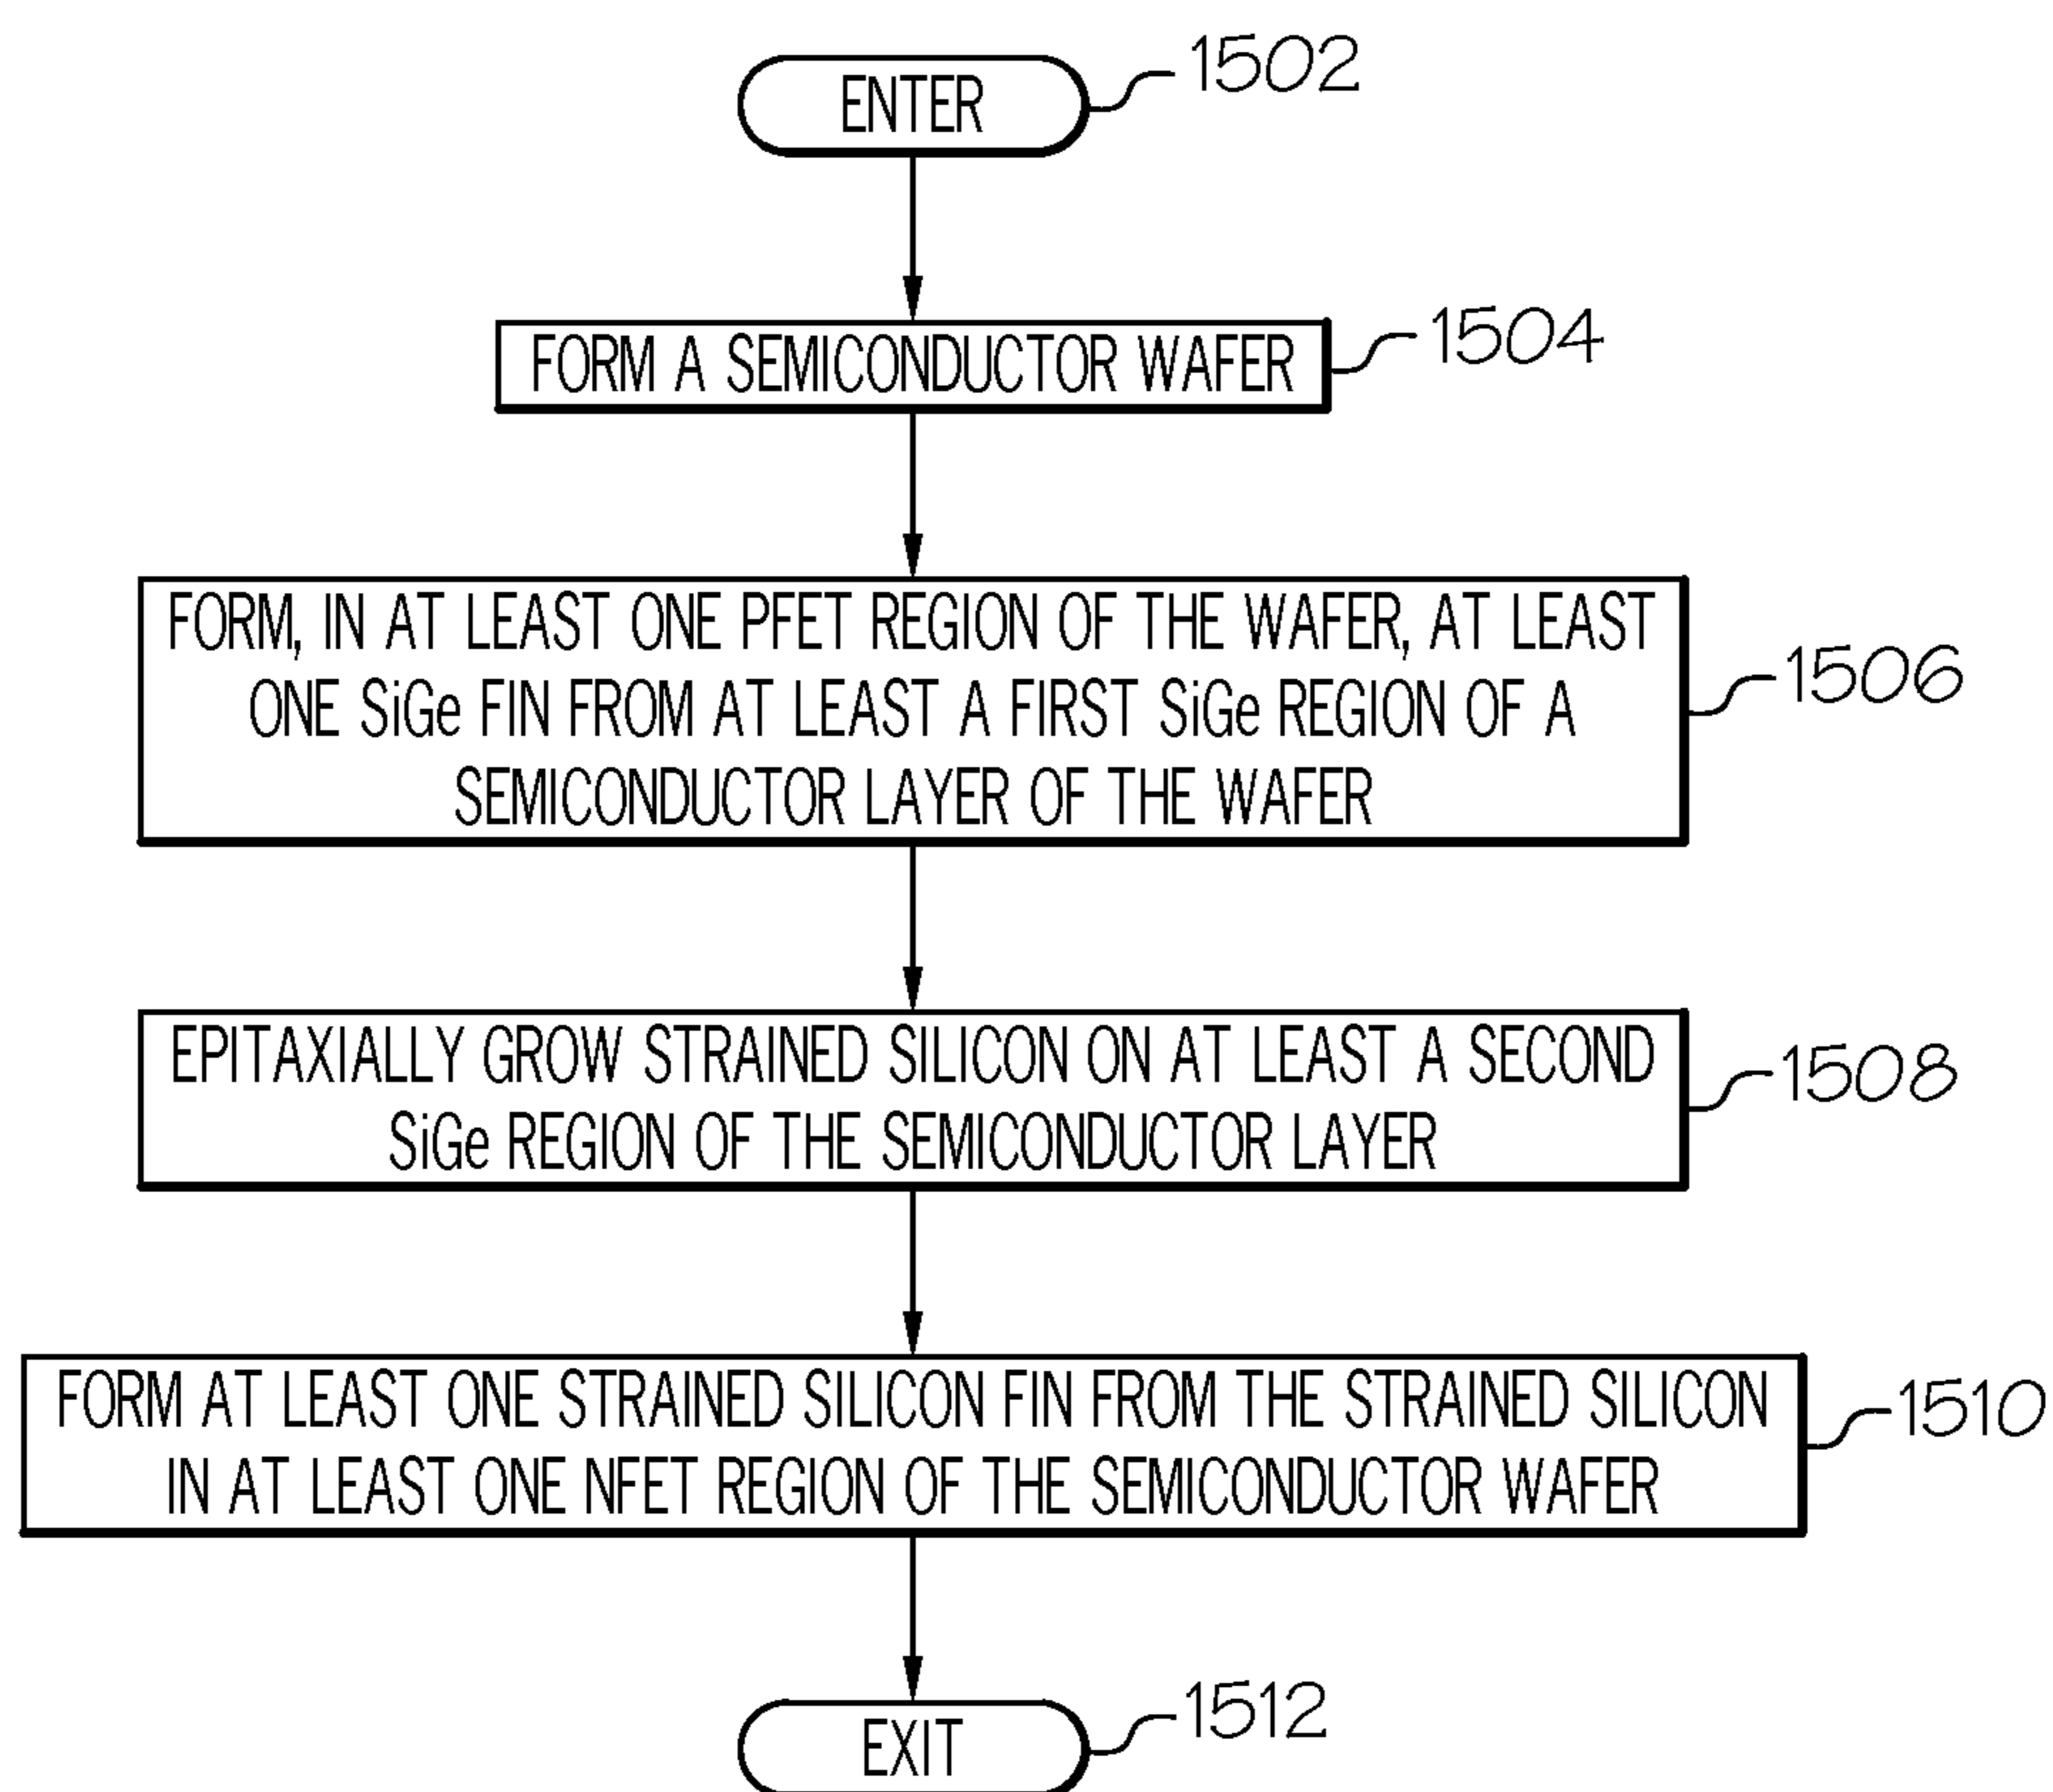 ENTER
1502
FORM A SEMICONDUCTOR WAFER
1504
FORM, IN AT LEAST ONE PFET REGION OF THE WAFER, AT LEAST
ONE SiGe FIN FROM AT LEAST A FIRST SiGe REGION OF A
SEMICONDUCTOR LAYER OF THE WAFER
1506
EPITAXIALLY GROW STRAINED SILICON ON AT LEAST A SECOND
SiGe REGION OF THE SEMICONDUCTOR LAYER
1508
FORM AT LEAST ONE STRAINED SILICON FIN FROM THE STRAINED SILICON
IN AT LEAST ONE NFET REGION OF THE SEMICONDUCTOR WAFER
1510
EXIT
1512